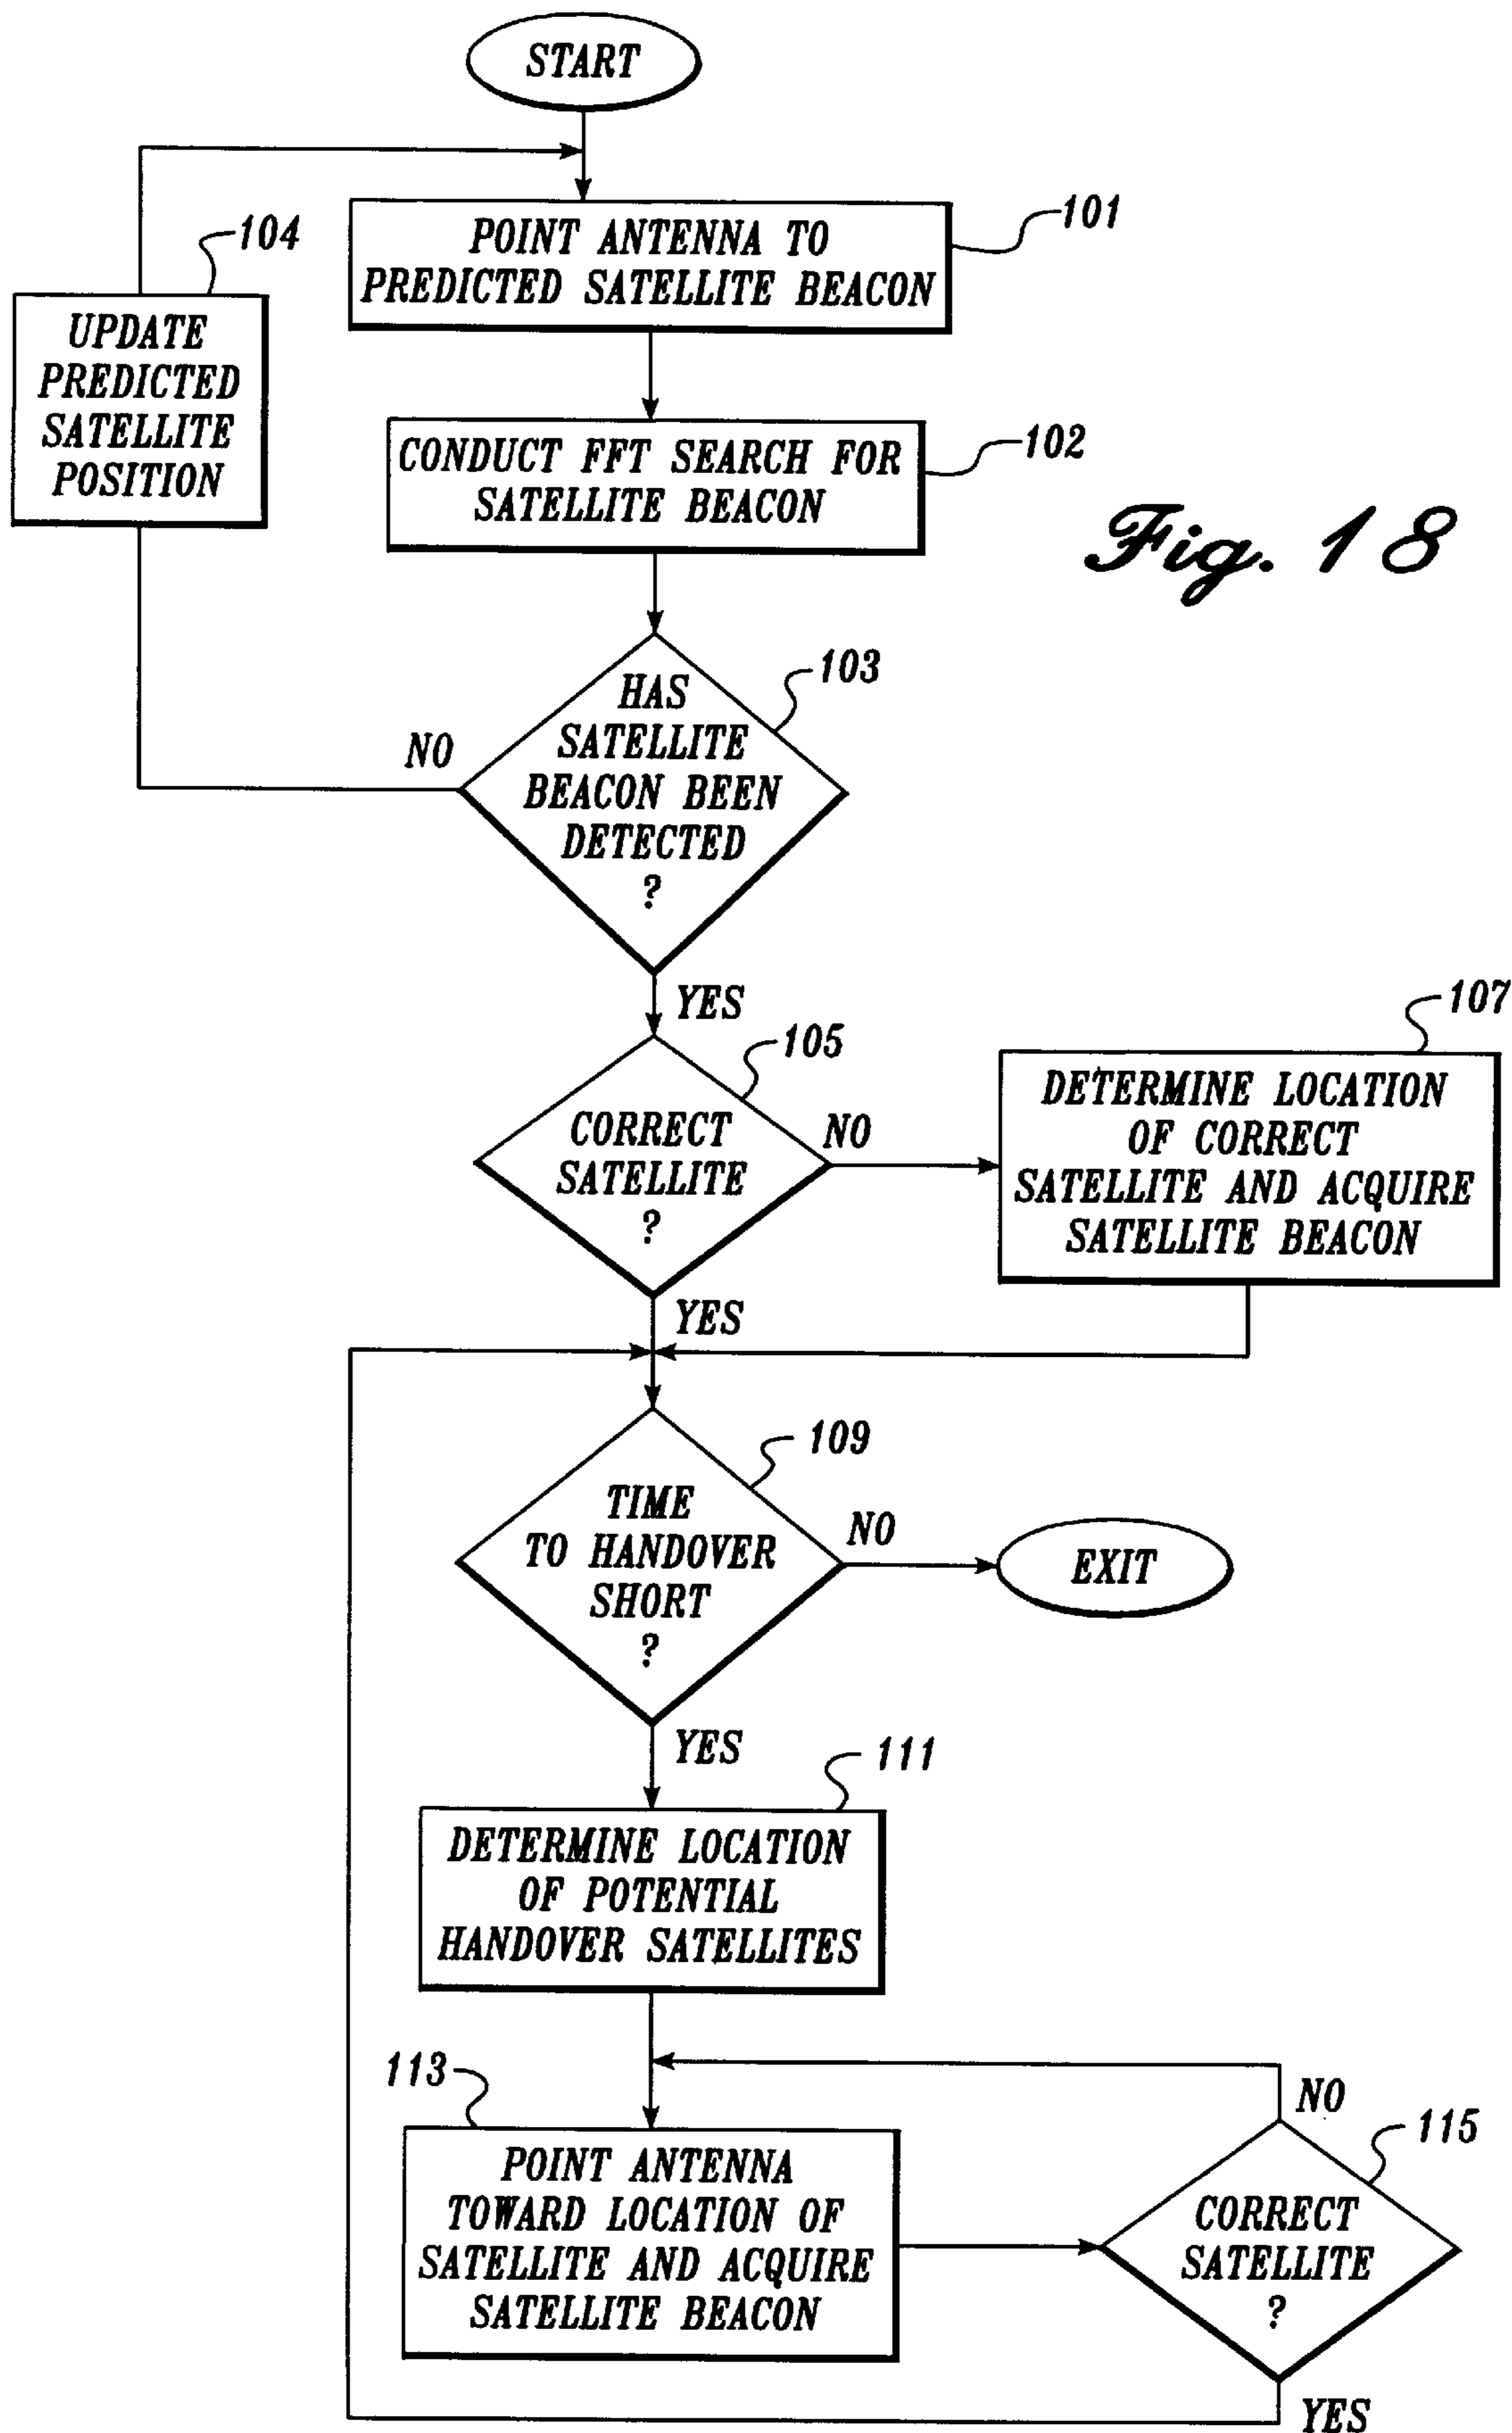 START
104
101
POINT ANTENNA TO
PREDICTED SATELLITE BEACON
UPDATE
PREDICTED
SATELLITE
POSITION
102
CONDUCT FFT SEARCH FOR
SATELLITE BEACON
Fig. 18
103
HAS
SATELLITE
BEACON BEEN
DETECTED
?
NO
YES
105
107
CORRECT
SATELLITE
?
NO
DETERMINE LOCATION
OF CORRECT
SATELLITE AND ACQUIRE
SATELLITE BEACON
YES
109
TIME
TO HANDOVER
SHORT
?
NO
EXIT
YES
111
DETERMINE LOCATION
OF POTENTIAL
HANDOVER SATELLITES
113
NO
115
POINT ANTENNA
TOWARD LOCATION OF
SATELLITE AND ACQUIRE
SATELLITE BEACON
CORRECT
SATELLITE
?
YES